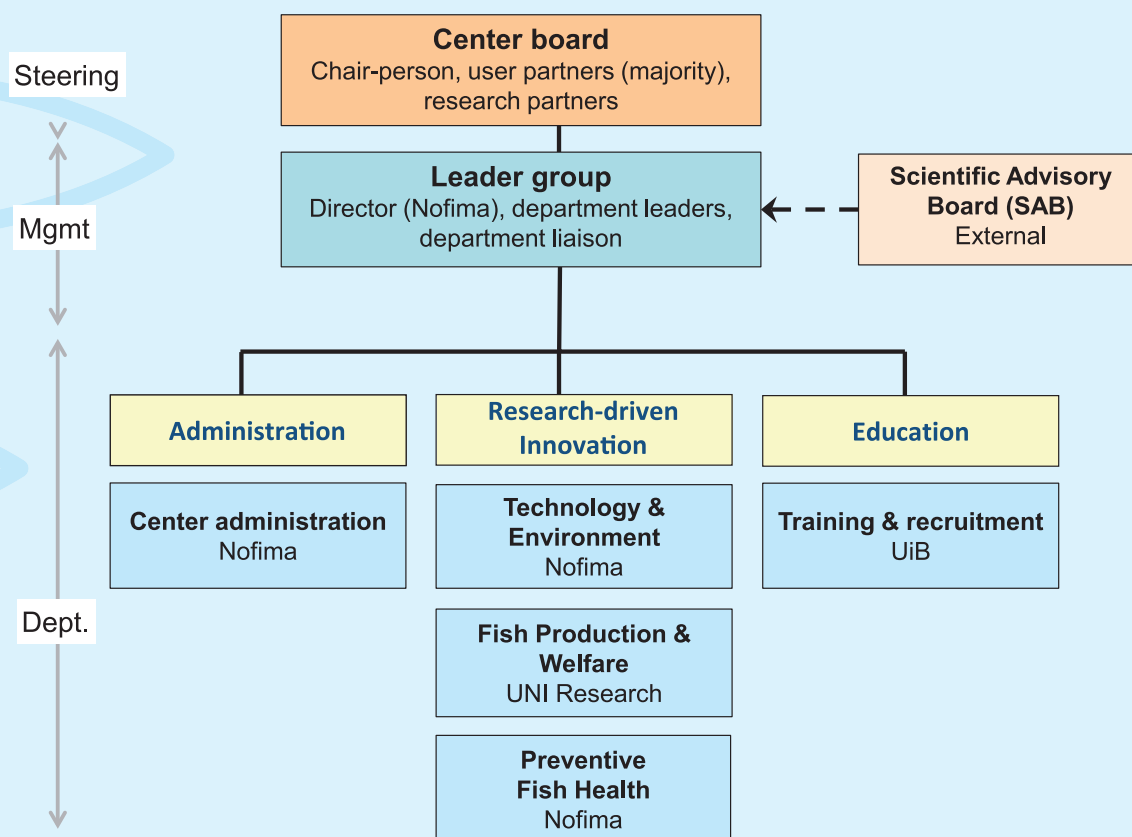 Steering
Center board
Chair-person, user partners (majority),
research partners
Mgmt
Leader group
Director (Nofima), department leaders,
department liaison
Scientific Advisory
Board (SAB)
External
Administration
Research-driven
Innovation
Education
Dept.
Center administration
Nofima
Technology &
Environment
Nofima
Training & recruitment
UiB
Fish Production &
Welfare
UNI Research
Preventive
Fish Health
Nofima